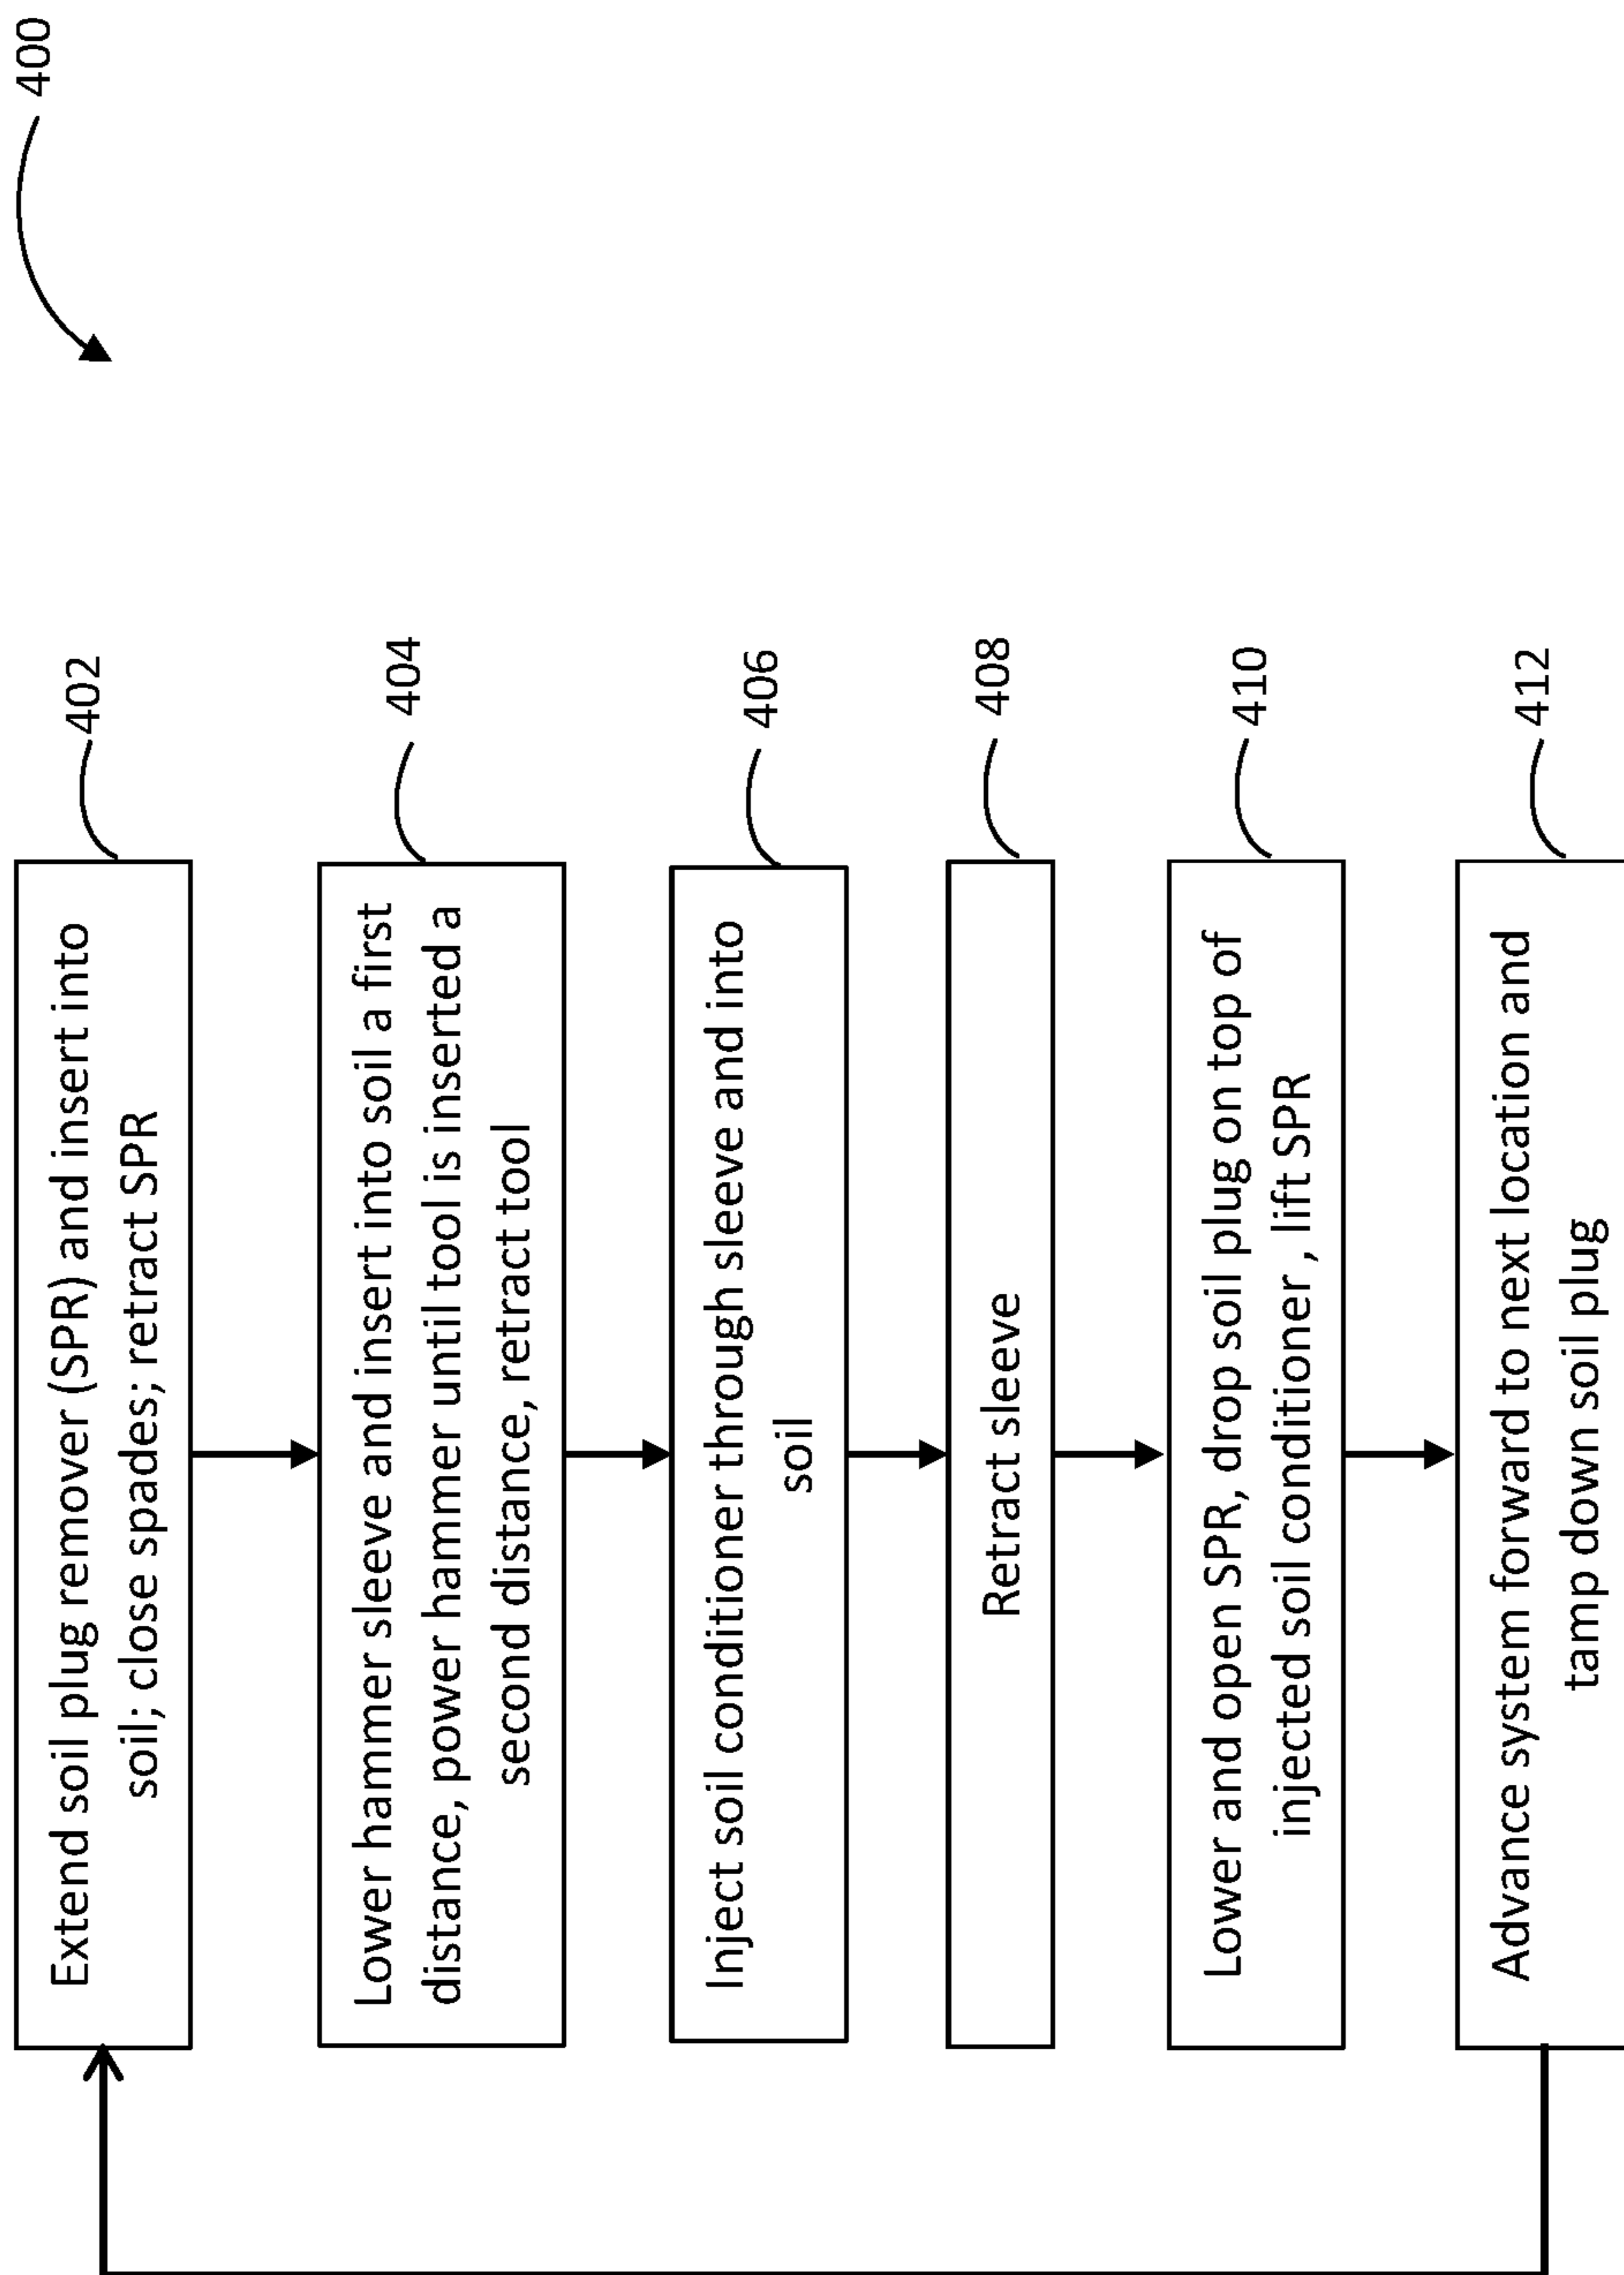 400
Extend soil plug remover (SPR) and insert into
soil; close spades; retract SPR
402
Lower hammer sleeve and insert into soil a first
distance, power hammer until tool is inserted a
second distance, retract tool
404
Inject soil conditioner through sleeve and into
soil
406
Retract sleeve
408
Lower and open SPR, drop soil plug on top of
injected soil conditioner , lift SPR
410
Advance system forward to next location and
tamp down soil plug
412